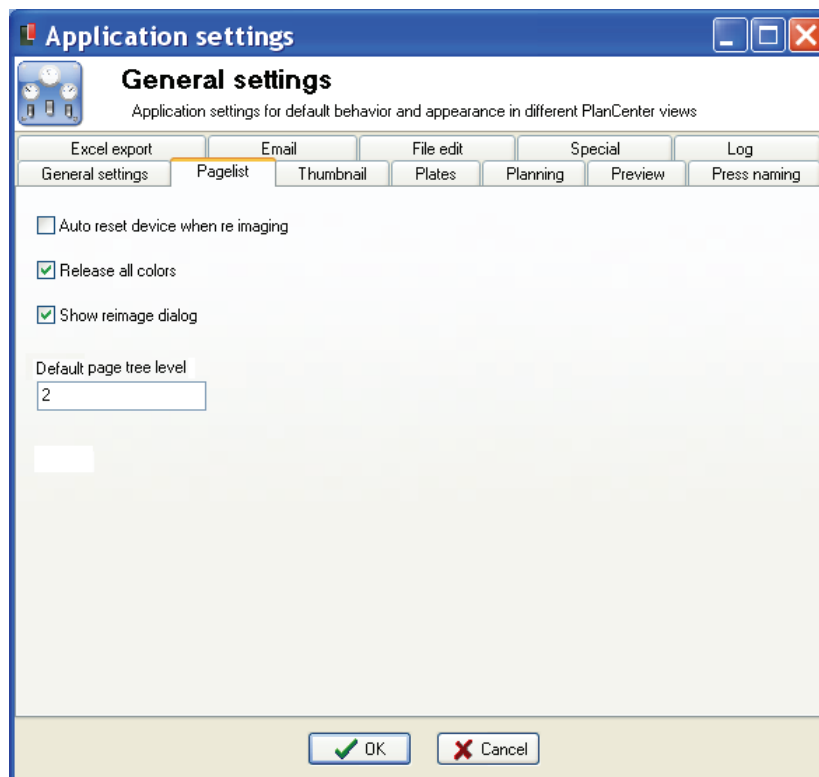 Application settings
General settings
Application settings for default behavior and appearance in different PlanCenter views
Excel export Email File edit Special Log
General settings Pagelist Thumbnail Plates Planning Preview Press naming
Auto reset device when re imaging
Release all colors
Show reimage dialog
Default page tree level
2
OK Cancel